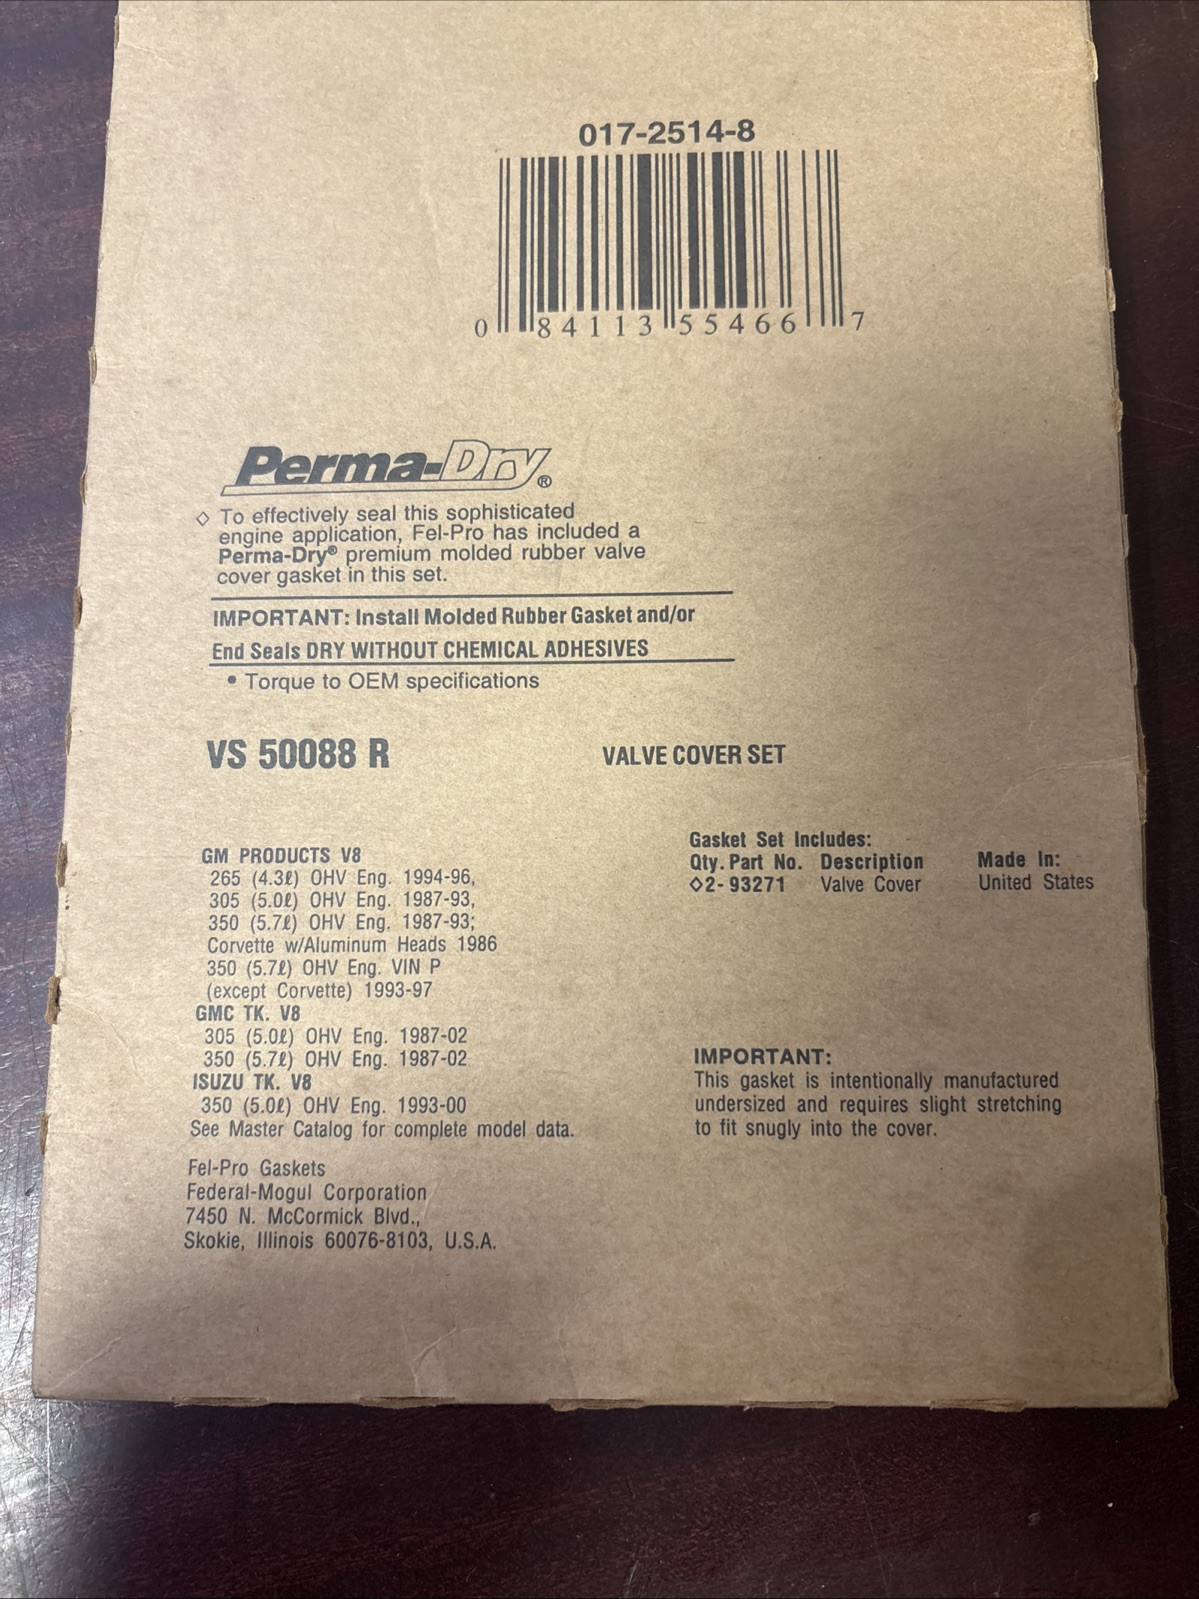 017-2514-8
0 84113 55466 7
Perma-Dry®
◇ To effectively seal this sophisticated
engine application, Fel-Pro has included a
Perma-Dry® premium molded rubber valve
cover gasket in this set.
IMPORTANT: Install Molded Rubber Gasket and/or
End Seals DRY WITHOUT CHEMICAL ADHESIVES
• Torque to OEM specifications
VS 50088 R
VALVE COVER SET
GM PRODUCTS V8
265 (4.3ℓ) OHV Eng. 1994-96,
305 (5.0ℓ) OHV Eng. 1987-93,
350 (5.7ℓ) OHV Eng. 1987-93;
Corvette w/Aluminum Heads 1986
350 (5.7ℓ) OHV Eng. VIN P
(except Corvette) 1993-97
GMC TK. V8
305 (5.0ℓ) OHV Eng. 1987-02
350 (5.7ℓ) OHV Eng. 1987-02
ISUZU TK. V8
350 (5.0ℓ) OHV Eng. 1993-00
See Master Catalog for complete model data.
Fel-Pro Gaskets
Federal-Mogul Corporation
7450 N. McCormick Blvd.,
Skokie, Illinois 60076-8103, U.S.A.
Gasket Set Includes:
Qty. Part No. Description Made In:
◇2- 93271 Valve Cover United States
IMPORTANT:
This gasket is intentionally manufactured
undersized and requires slight stretching
to fit snugly into the cover.